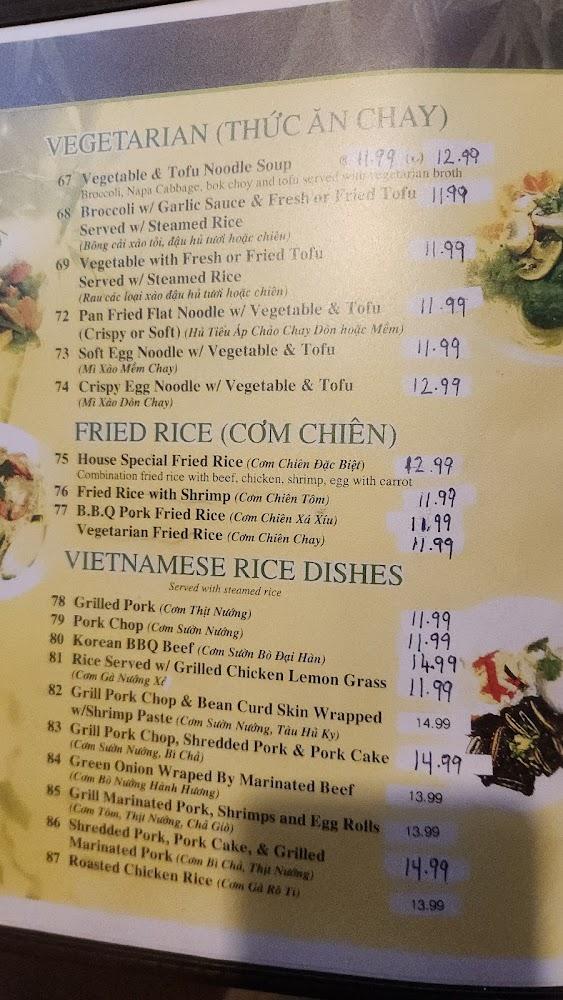 VEGETARIAN (THỨC ĂN CHAY)
67 Vegetable & Tofu Noodle Soup 11.99 12.99
Broccoli, Napa Cabbage, bok choy and tofu served with vegetarian broth
68 Broccoli w/ Garlic Sauce & Fresh or Fried Tofu 11.99
Served w/ Steamed Rice
(Bông cải xào tỏi, đậu hủ tươi hoặc chiên)
69 Vegetable with Fresh or Fried Tofu 11.99
Served w/ Steamed Rice
(Rau các loại xào đậu hủ tươi hoặc chiên)
72 Pan Fried Flat Noodle w/ Vegetable & Tofu 11.99
(Crispy or Soft) (Hủ Tiếu Áp Chảo Chay Dòn hoặc Mềm)
73 Soft Egg Noodle w/ Vegetable & Tofu 11.99
(Mì Xào Mềm Chay)
74 Crispy Egg Noodle w/ Vegetable & Tofu 12.99
(Mì Xào Dòn Chay)
FRIED RICE (CƠM CHIÊN)
75 House Special Fried Rice (Cơm Chiên Đặc Biệt) 12.99
Combination fried rice with beef, chicken, shrimp, egg with carrot
76 Fried Rice with Shrimp (Cơm Chiên Tôm) 11.99
77 B.B.Q Pork Fried Rice (Cơm Chiên Xá Xíu) 11.99
Vegetarian Fried Rice (Cơm Chiên Chay) 11.99
VIETNAMESE RICE DISHES
Served with steamed rice
78 Grilled Pork (Cơm Thịt Nướng) 11.99
79 Pork Chop (Cơm Sườn Nướng) 11.99
80 Korean BBQ Beef (Cơm Sườn Bò Đại Hàn) 14.99
81 Rice Served w/ Grilled Chicken Lemon Grass 11.99
(Cơm Gà Nướng Xể
82 Grill Pork Chop & Bean Curd Skin Wrapped
w/Shrimp Paste (Cơm Sườn Nướng, Tàu Hủ Ky) 14.99
83 Grill Pork Chop, Shredded Pork & Pork Cake 14.99
(Cơm Sườn Nướng, Bì Chả)
84 Green Onion Wraped By Marinated Beef 13.99
(Cơm Bò Nướng Hành Hương)
85 Grill Marinated Pork, Shrimps and Egg Rolls 13.99
(Cơm Tôm, Thịt Nướng, Chả Giò)
86 Shredded Pork, Pork Cake, & Grilled
Marinated Pork (Cơm Bì Chả, Thịt Nướng) 14.99
87 Roasted Chicken Rice (Cơm Gà Rô Ti) 13.99